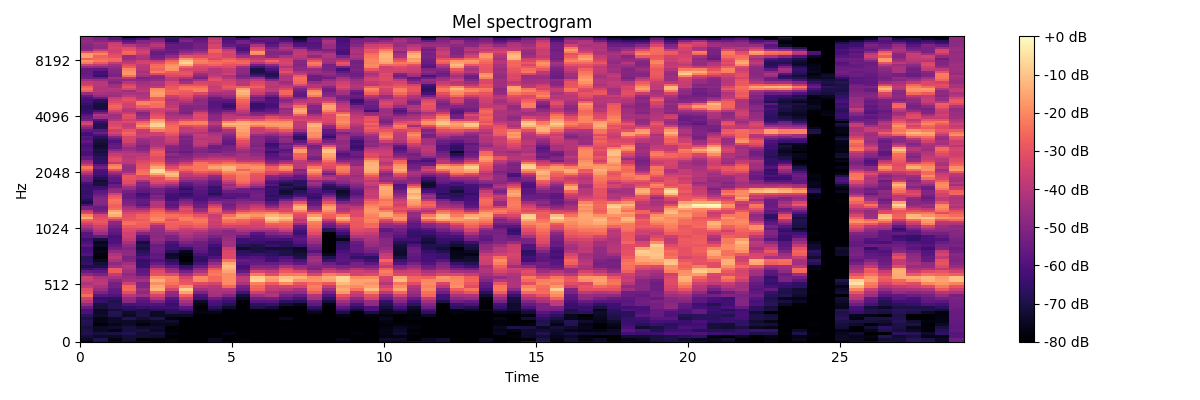 Mel spectrogram
Hz
8192
4096
2048
1024
512
0
0 5 10 15 20 25
Time
+0 dB
-10 dB
-20 dB
-30 dB
-40 dB
-50 dB
-60 dB
-70 dB
-80 dB